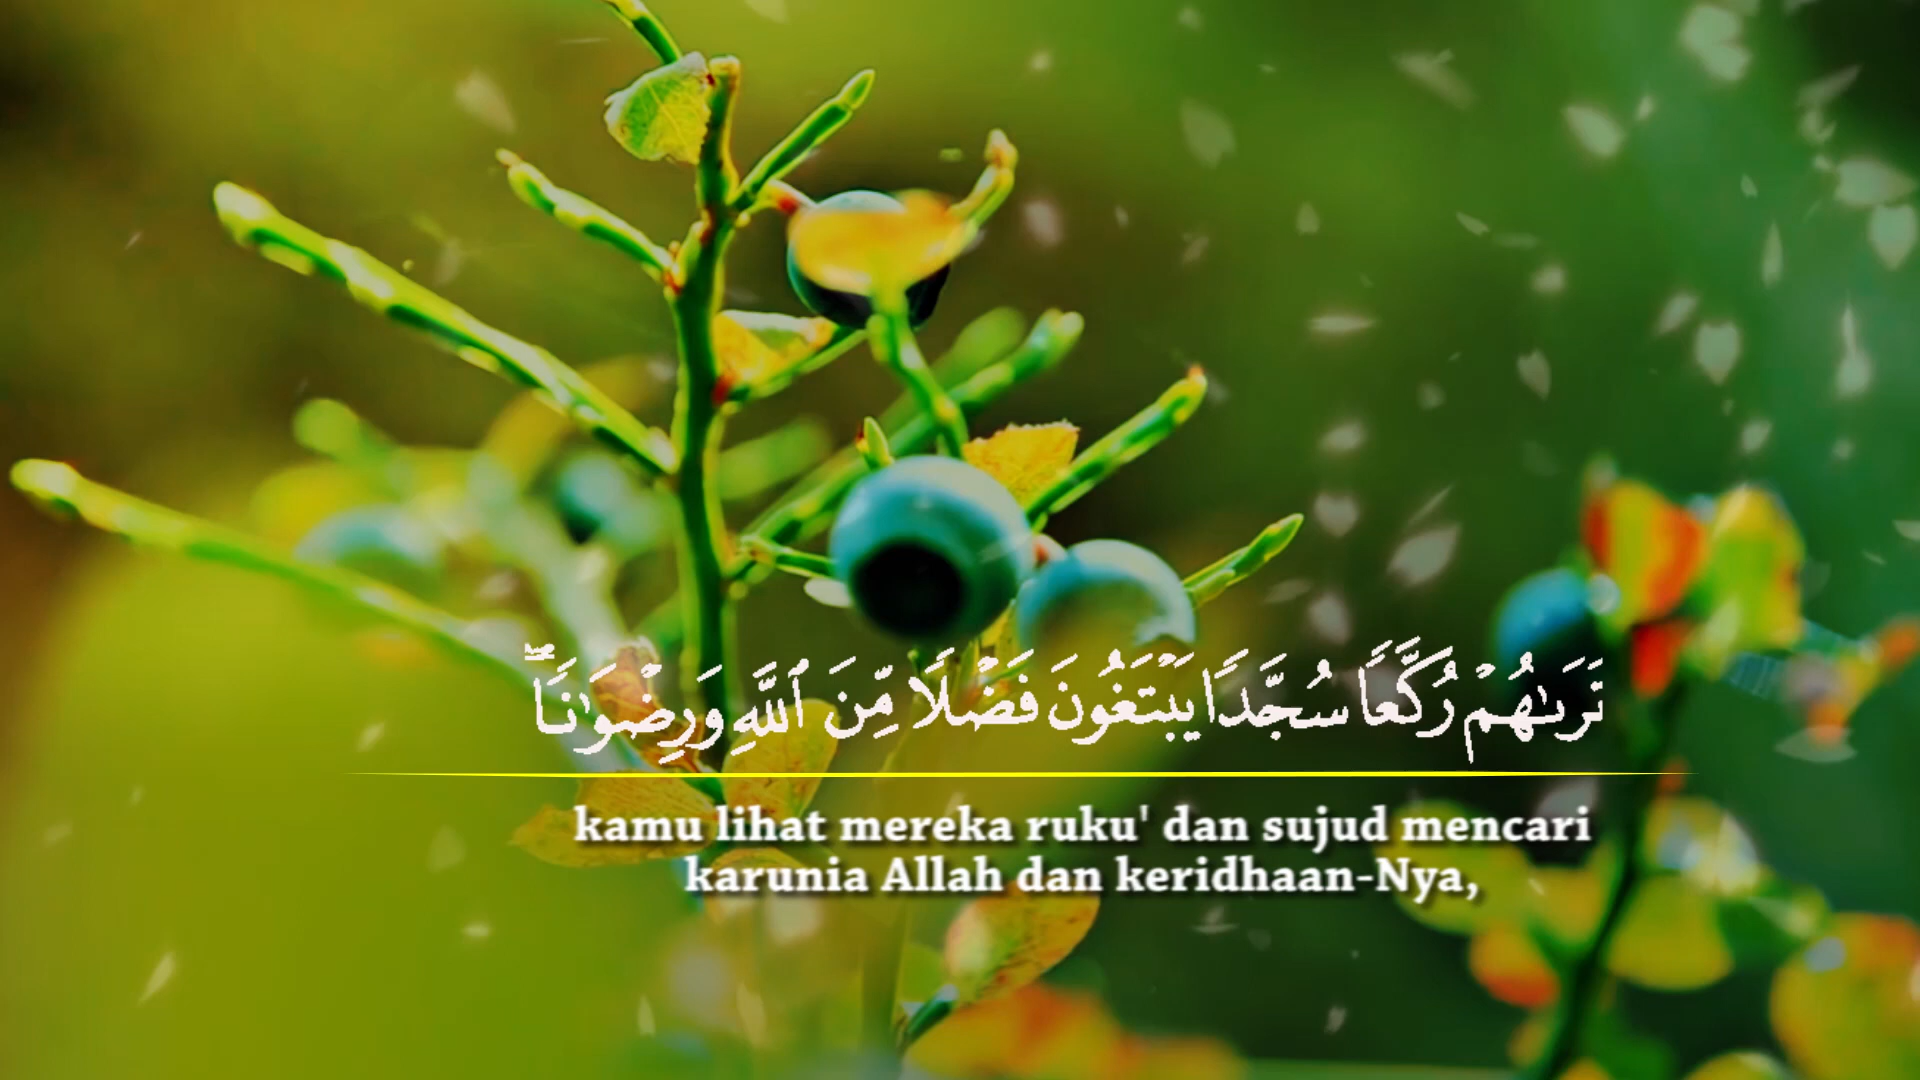 تَرَىٰهُمْ رُكَّعًا سُجَّدًا يَبْتَغُونَ فَضْلًا مِّنَ ٱللَّهِ وَرِضْوَٰنًا ۖ
kamu lihat mereka ruku' dan sujud mencari
karunia Allah dan keridhaan-Nya,